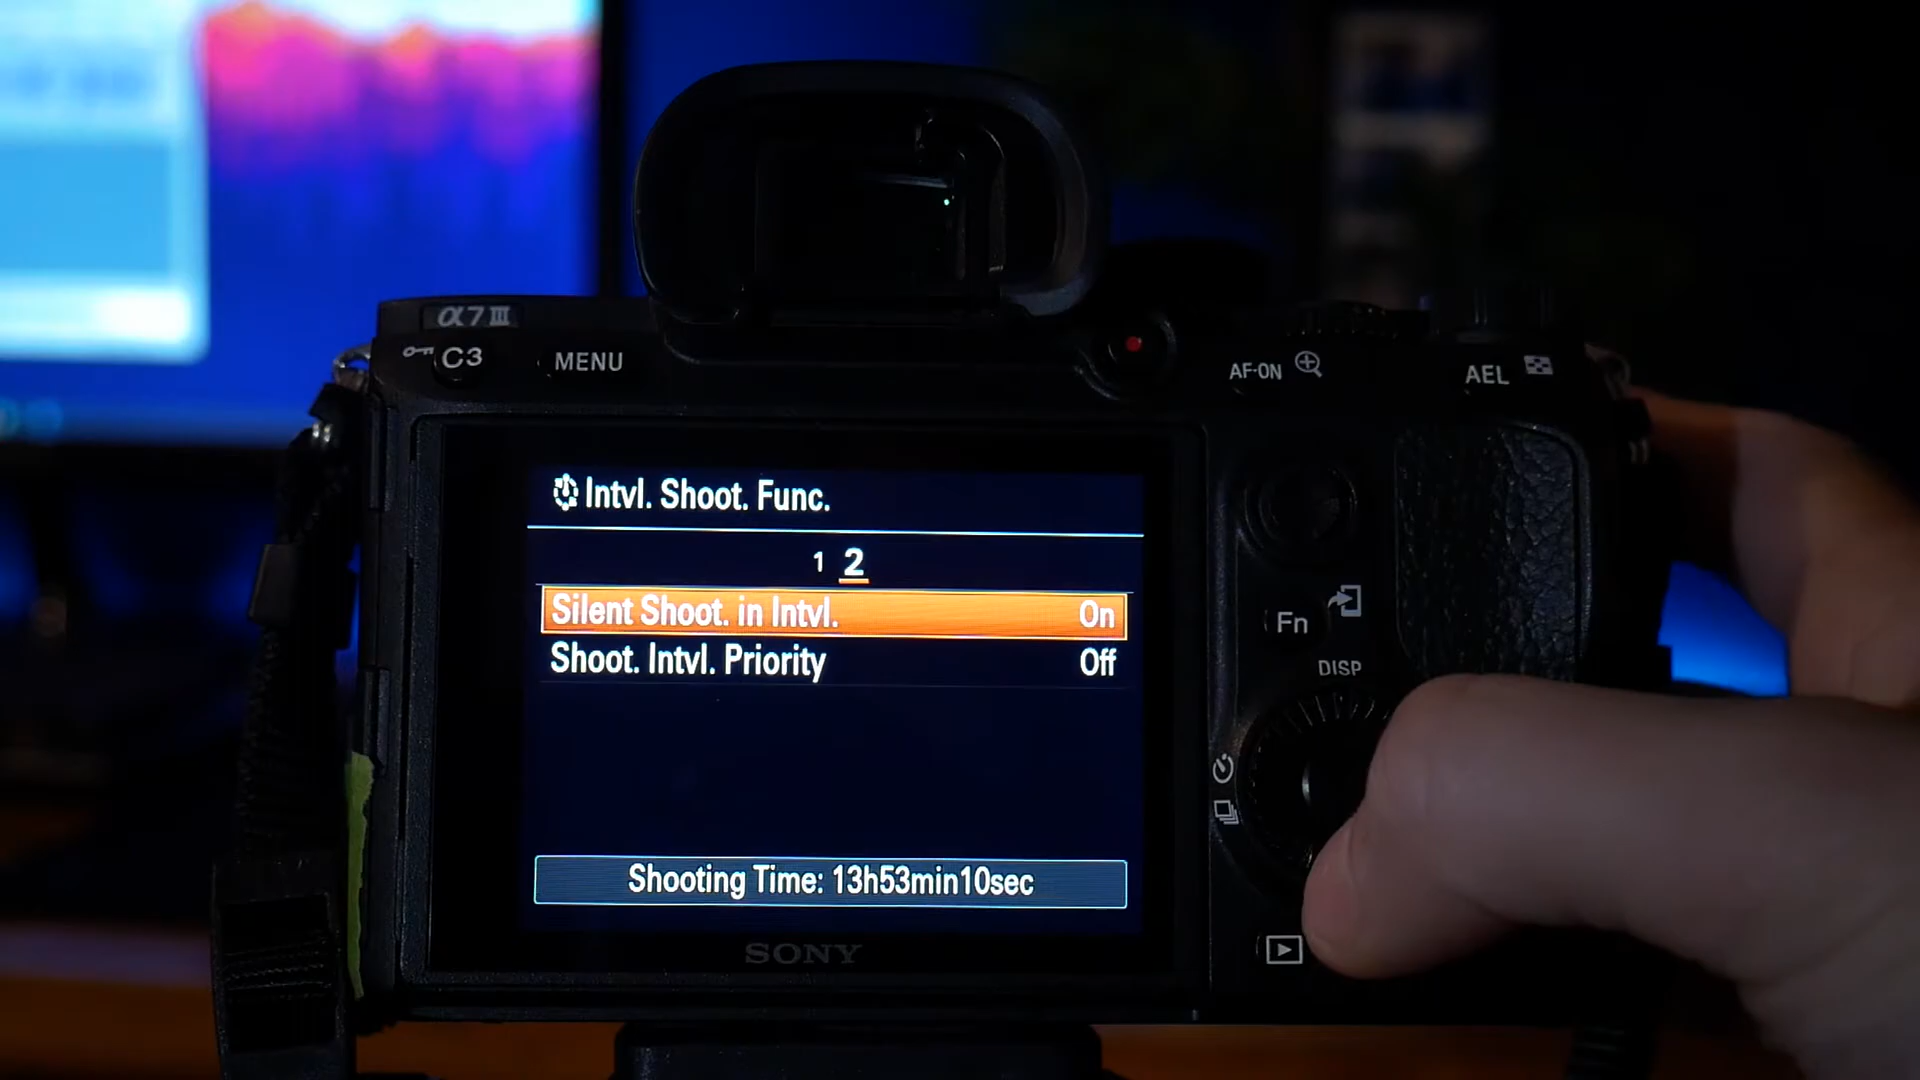 α7III
C3
MENU
AF-ON
AEL
Intvl. Shoot. Func.
1 2
Silent Shoot. in Intvl. On
Shoot. Intvl. Priority Off
Fn
DISP
Shooting Time: 13h53min10sec
SONY